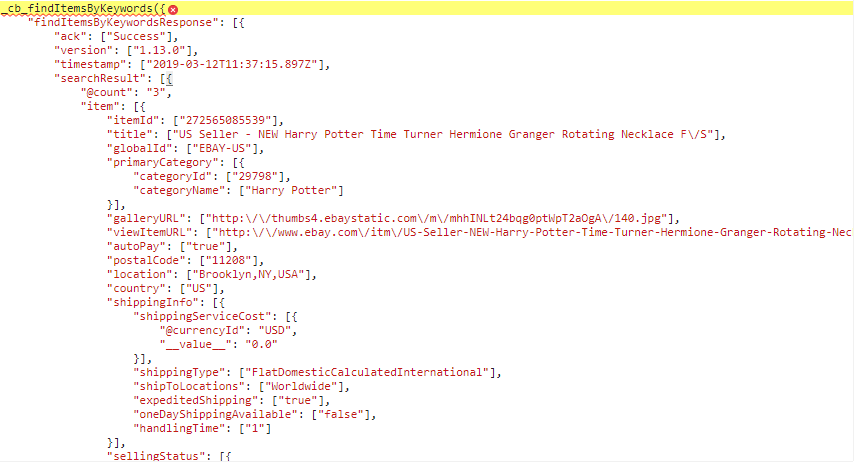 _cb_findItemsByKeywords({
"findItemsByKeywordsResponse": [{
"ack": ["Success"],
"version": ["1.13.0"],
"timestamp": ["2019-03-12T11:37:15.897Z"],
"searchResult": [{
"@count": "3",
"item": [{
"itemId": ["272565085539"],
"title": ["US Seller - NEW Harry Potter Time Turner Hermione Granger Rotating Necklace F\/S"],
"globalId": ["EBAY-US"],
"primaryCategory": [{
"categoryId": ["29798"],
"categoryName": ["Harry Potter"]
}],
"galleryURL": ["http:\/\/thumbs4.ebaystatic.com\/m\/mhhINLt24bqg0ptWpT2aOgA\/140.jpg"],
"viewItemURL": ["http:\/\/www.ebay.com\/itm\/US-Seller-NEW-Harry-Potter-Time-Turner-Hermione-Granger-Rotating-Nec
"autoPay": ["true"],
"postalCode": ["11208"],
"location": ["Brooklyn,NY,USA"],
"country": ["US"],
"shippingInfo": [{
"shippingServiceCost": [{
"@currencyId": "USD",
"__value__": "0.0"
}],
"shippingType": ["FlatDomesticCalculatedInternational"],
"shipToLocations": ["Worldwide"],
"expeditedShipping": ["true"],
"oneDayShippingAvailable": ["false"],
"handlingTime": ["1"]
}],
"sellingStatus": [{